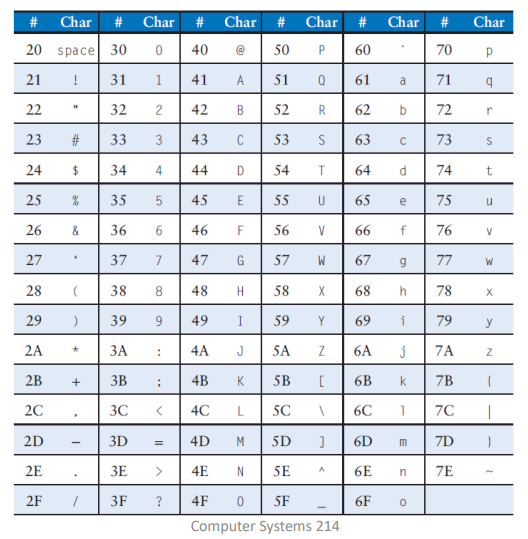 # Char # Char # Char # Char # Char # Char
20 space 30 0 40 @ 50 P 60 ` 70 p
21 ! 31 1 41 A 51 Q 61 a 71 q
22 " 32 2 42 B 52 R 62 b 72 r
23 # 33 3 43 C 53 S 63 c 73 s
24 $ 34 4 44 D 54 T 64 d 74 t
25 % 35 5 45 E 55 U 65 e 75 u
26 & 36 6 46 F 56 V 66 f 76 v
27 ‘ 37 7 47 G 57 W 67 g 77 w
28 ( 38 8 48 H 58 X 68 h 78 x
29 ) 39 9 49 I 59 Y 69 i 79 y
2A * 3A : 4A J 5A Z 6A j 7A z
2B + 3B ; 4B K 5B [ 6B k 7B {
2C , 3C < 4C L 5C \ 6C l 7C |
2D – 3D = 4D M 5D ] 6D m 7D }
2E . 3E > 4E N 5E ^ 6E n 7E ~
2F / 3F ? 4F O 5F _ 6F o
Computer Systems 214